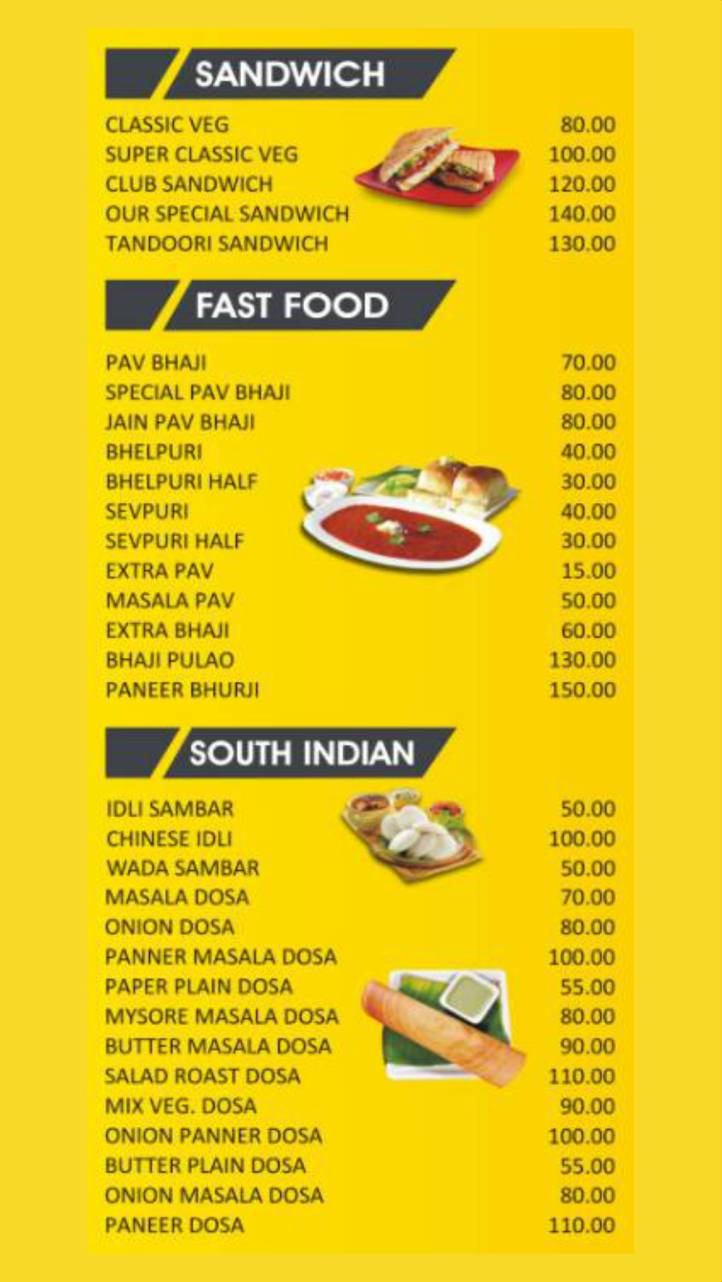 SANDWICH
CLASSIC VEG 80.00
SUPER CLASSIC VEG 100.00
CLUB SANDWICH 120.00
OUR SPECIAL SANDWICH 140.00
TANDOORI SANDWICH 130.00
FAST FOOD
PAV BHAJI 70.00
SPECIAL PAV BHAJI 80.00
JAIN PAV BHAJI 80.00
BHELPURI 40.00
BHELPURI HALF 30.00
SEVPURI 40.00
SEVPURI HALF 30.00
EXTRA PAV 15.00
MASALA PAV 50.00
EXTRA BHAJI 60.00
BHAJI PULAO 130.00
PANEER BHURJI 150.00
SOUTH INDIAN
IDLI SAMBAR 50.00
CHINESE IDLI 100.00
WADA SAMBAR 50.00
MASALA DOSA 70.00
ONION DOSA 80.00
PANNER MASALA DOSA 100.00
PAPER PLAIN DOSA 55.00
MYSORE MASALA DOSA 80.00
BUTTER MASALA DOSA 90.00
SALAD ROAST DOSA 110.00
MIX VEG. DOSA 90.00
ONION PANNER DOSA 100.00
BUTTER PLAIN DOSA 55.00
ONION MASALA DOSA 80.00
PANEER DOSA 110.00